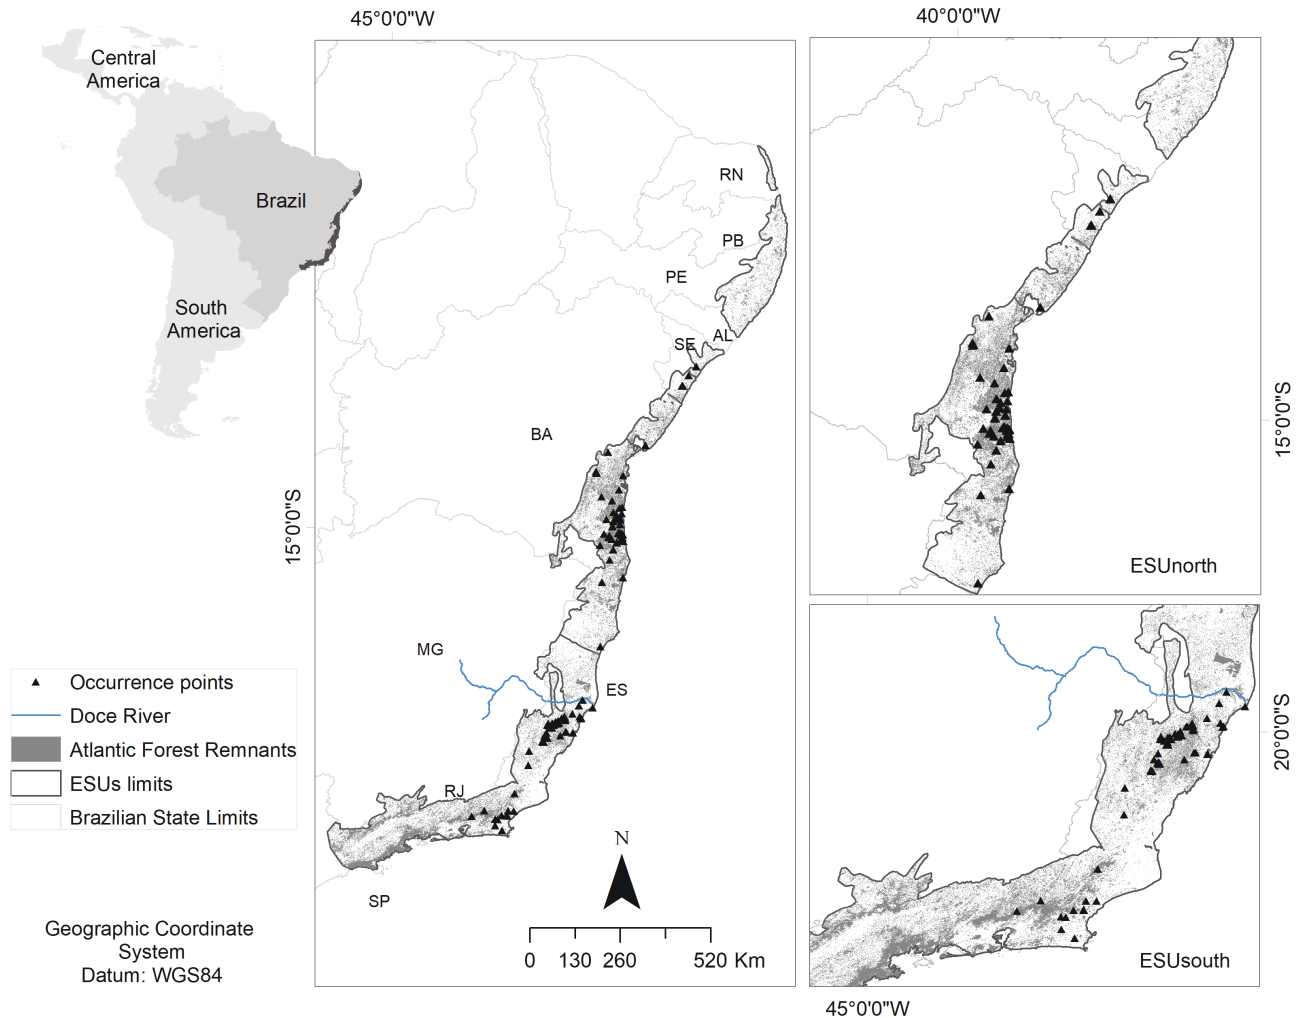 45°0'0"W
40°0'0"W
Central
America
Brazil
South
America
RN
PB
PE
AL
SE
BA
15°0'0"S
15°0'0"S
ESUnorth
MG
ES
RJ
SP
20°0'0"S
Occurrence points
Doce River
Atlantic Forest Remnants
ESUs limits
Brazilian State Limits
N
0 130 260 520 Km
Geographic Coordinate
System
Datum: WGS84
ESUsouth
45°0'0"W